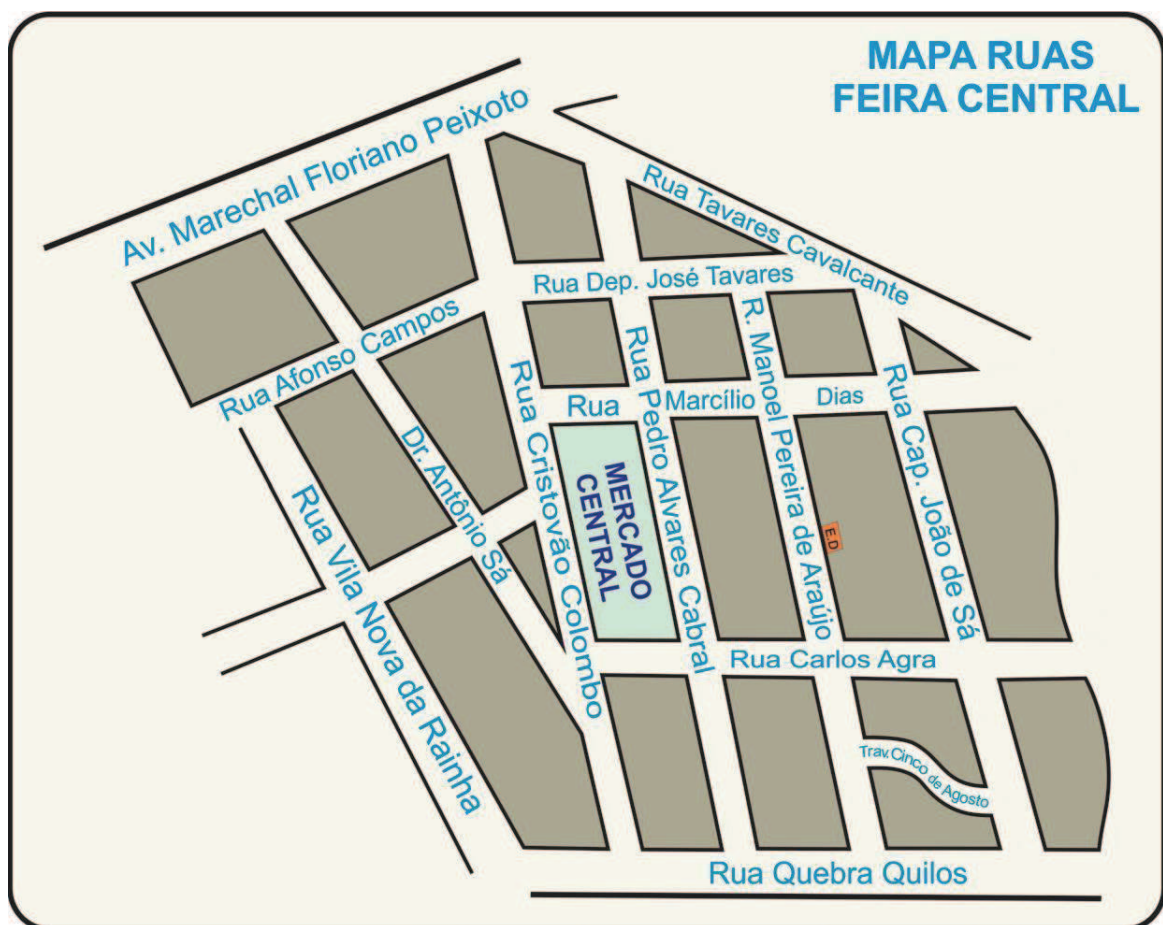 MAPA RUAS
FEIRA CENTRAL
Av. Marechal Floriano Peixoto
Rua Tavares Cavalcante
Rua Dep. José Tavares
Rua Afonso Campos
Rua Marcílio Dias
Rua Cristovão Colombo
Rua Pedro Alvares Cabral
R. Manoel Pereira de Araújo
Rua Cap. João de Sá
Dr. Antônio Sá
Rua Vila Nova da Rainha
MERCADO
CENTRAL
E.D
Rua Carlos Agra
Trav. Cinco de Agosto
Rua Quebra Quilos